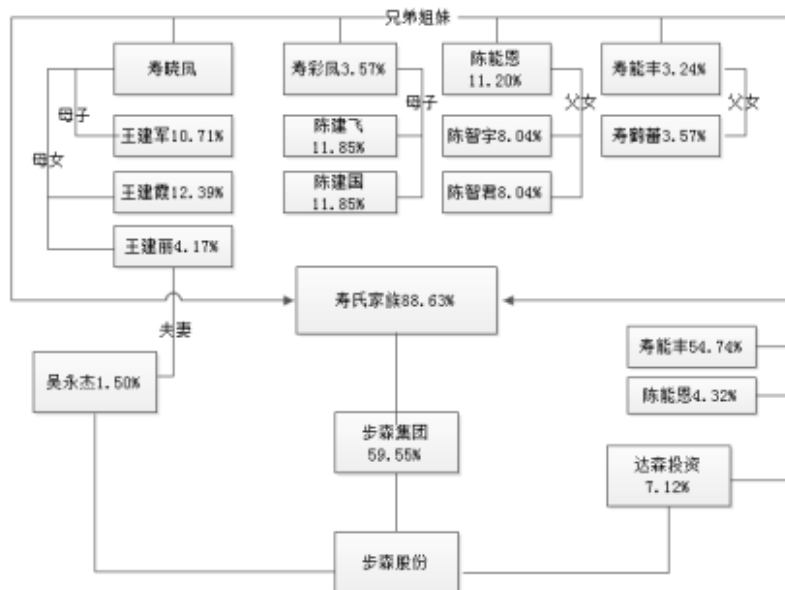 兄弟姐妹
寿晓凤
寿彩凤3.57%
陈能恩
11.20%
寿能丰3.24%
母子
母子
父女
父女
王建军10.71%
陈建飞
11.85%
陈智宇8.04%
寿鹤蕃3.57%
母女
王建霞12.39%
陈建国
11.85%
陈智君8.04%
王建丽4.17%
寿氏家族88.63%
夫妻
寿能丰54.74%
吴永杰1.50%
陈能恩4.32%
步森集团
59.55%
达森投资
7.12%
步森股份